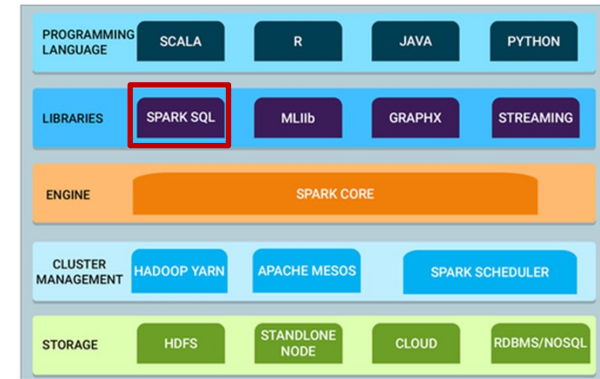 PROGRAMMING
LANGUAGE
SCALA
R
JAVA
PYTHON
LIBRARIES
SPARK SQL
MLIIb
GRAPHX
STREAMING
ENGINE
SPARK CORE
CLUSTER
MANAGEMENT
HADOOP YARN
APACHE MESOS
SPARK SCHEDULER
STORAGE
HDFS
STANDLONE
NODE
CLOUD
RDBMS/NOSQL